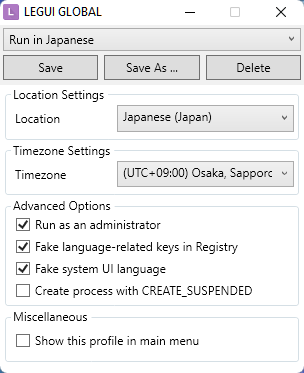 L LEGUI GLOBAL
Run in Japanese
Save Save As ... Delete
Location Settings
Location Japanese (Japan)
Timezone Settings
Timezone (UTC+09:00) Osaka, Sapporo
Advanced Options
Run as an administrator
Fake language-related keys in Registry
Fake system UI language
Create process with CREATE_SUSPENDED
Miscellaneous
Show this profile in main menu